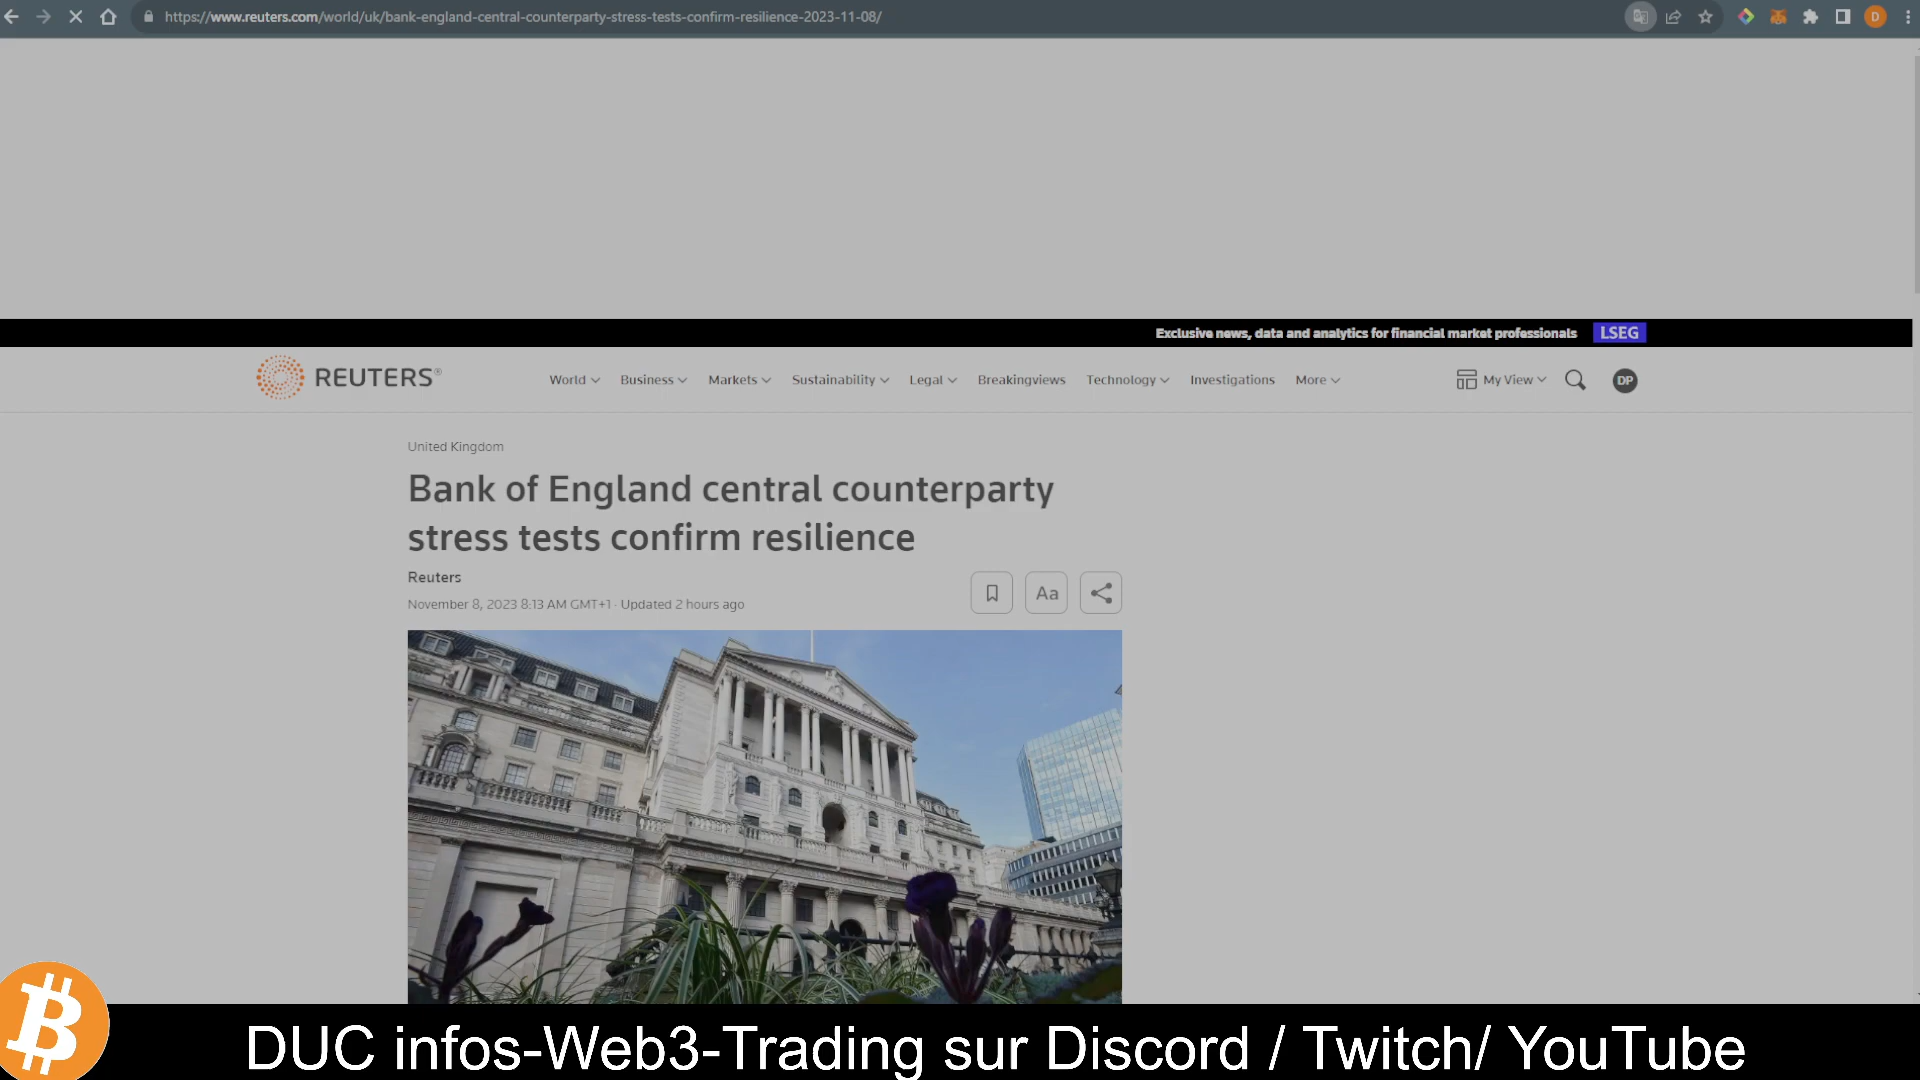 https://www.reuters.com/world/uk/bank-england-central-counterparty-stress-tests-confirm-resilience-2023-11-08/
D
Exclusive news, data and analytics for financial market professionals LSEG
REUTERS®
World Business Markets Sustainability Legal Breakingviews Technology Investigations More
My View
DP
United Kingdom
Bank of England central counterparty
stress tests confirm resilience
Reuters
November 8, 2023 8:13 AM GMT+1 · Updated 2 hours ago
Aa
DUC infos-Web3-Trading sur Discord / Twitch/ YouTube